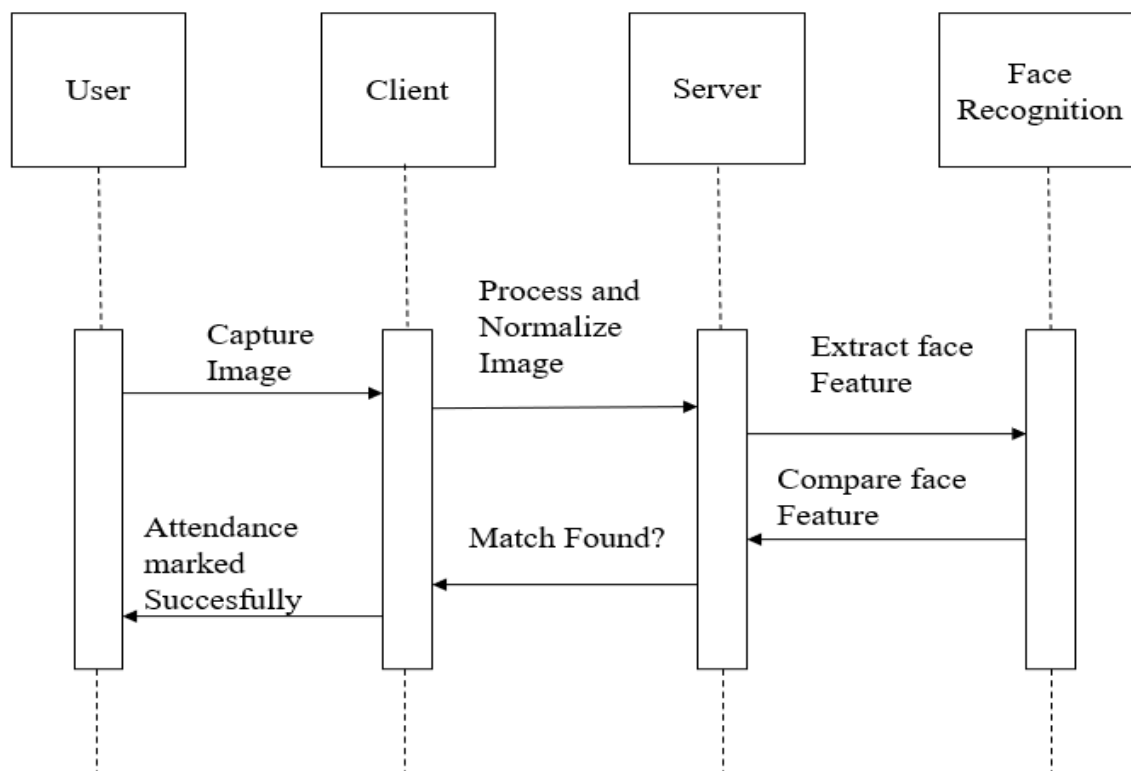 User
Client
Server
Face
Recognition
Capture
Image
Process and
Normalize
Image
Extract face
Feature
Compare face
Feature
Match Found?
Attendance
marked
Succesfully